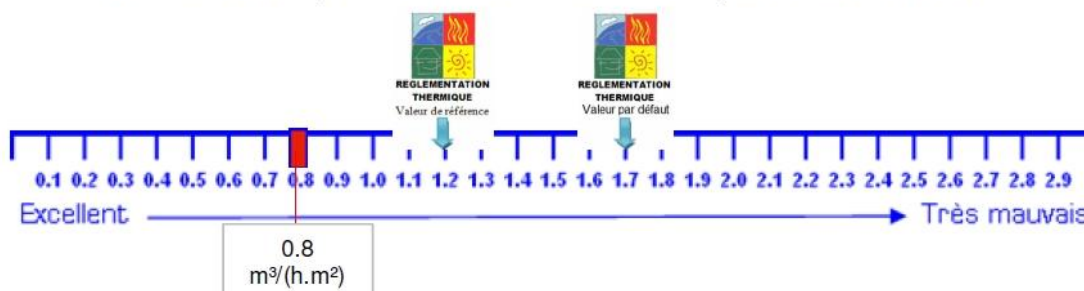 REGLEMENTATION
THERMIQUE
Valeur de référence
REGLEMENTATION
THERMIQUE
Valeur par défaut
0.1 0.2 0.3 0.4 0.5 0.6 0.7 0.8 0.9 1.0 1.1 1.2 1.3 1.4 1.5 1.6 1.7 1.8 1.9 2.0 2.1 2.2 2.3 2.4 2.5 2.6 2.7 2.8 2.9
Excellent Très mauvais
0.8
m³/(h.m²)